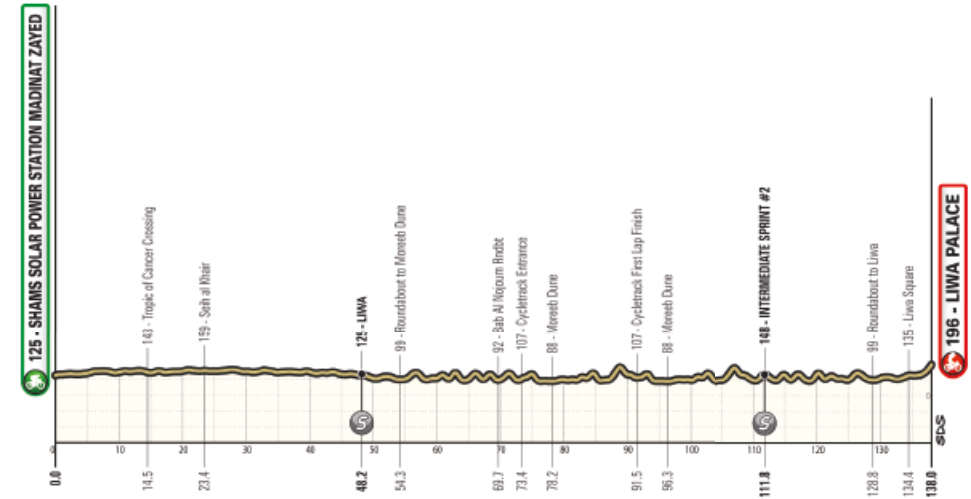 125 - SHAMS SOLAR POWER STATION MADINAT ZAYED
143 - Tropic of Cancer Crossing
159 - Seih al Khair
125 - LIWA
99 - Roundabout to Moreeb Dune
92 - Bab Al Nojoum Rndbt
107 - Cycletrack Entrance
88 - Moreeb Dune
107 - Cycletrack First Lap Finish
88 - Moreeb Dune
148 - INTERMEDIATE SPRINT #2
99 - Roundabout to Liwa
135 - Liwa Square
196 - LIWA PALACE
S
S
0
SDS
0 10 20 30 40 50 60 70 80 90 100 110 120 130
0.0 14.5 23.4 48.2 54.3 69.7 73.4 78.2 91.5 96.3 111.8 128.8 134.4 138.0